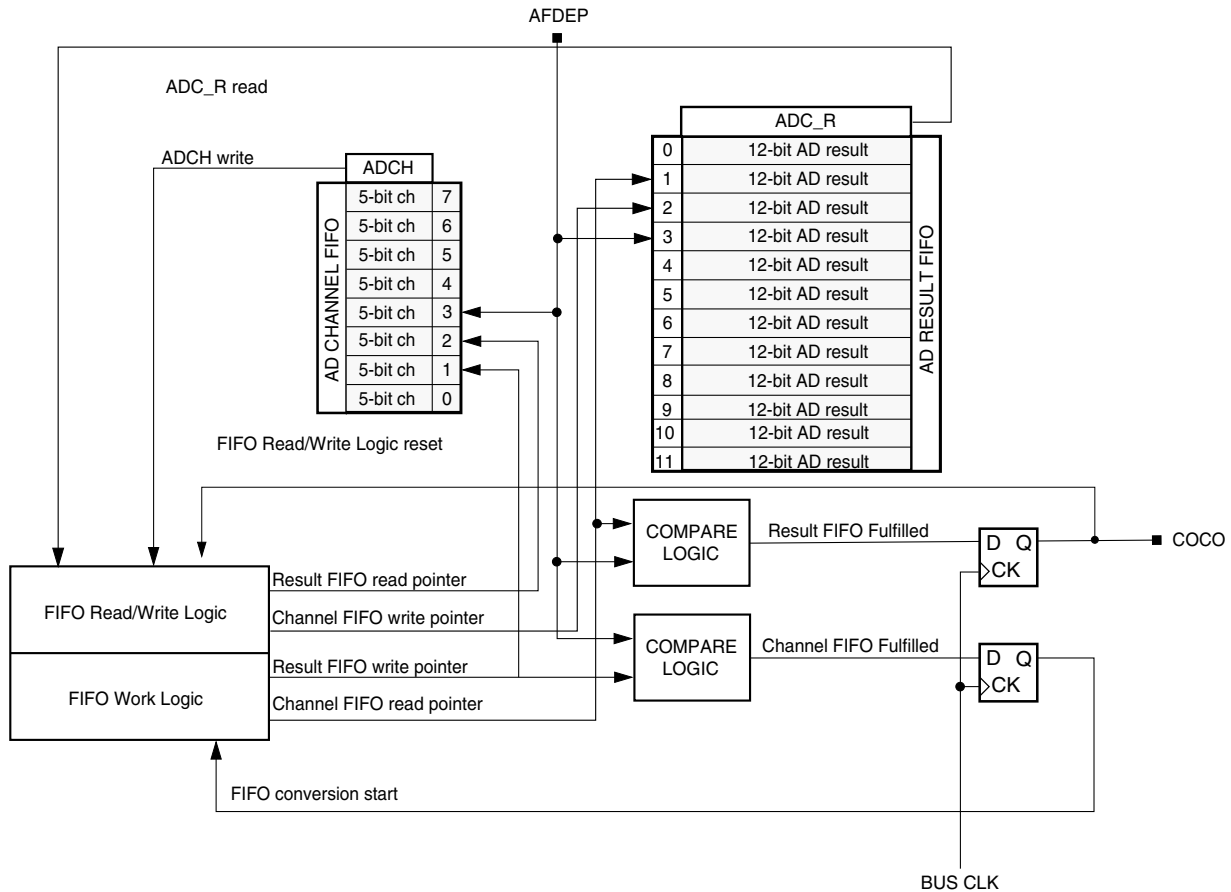 AFDEP
ADC_R read
ADCH write
ADCH
AD CHANNEL FIFO
5-bit ch 7
5-bit ch 6
5-bit ch 5
5-bit ch 4
5-bit ch 3
5-bit ch 2
5-bit ch 1
5-bit ch 0
ADC_R
0 12-bit AD result
1 12-bit AD result
2 12-bit AD result
3 12-bit AD result
4 12-bit AD result
5 12-bit AD result
6 12-bit AD result
7 12-bit AD result
8 12-bit AD result
9 12-bit AD result
10 12-bit AD result
11 12-bit AD result
AD RESULT FIFO
FIFO Read/Write Logic reset
FIFO Read/Write Logic
FIFO Work Logic
Result FIFO read pointer
Channel FIFO write pointer
Result FIFO write pointer
Channel FIFO read pointer
COMPARE
LOGIC
Result FIFO Fulfilled
D Q
CK
COCO
COMPARE
LOGIC
Channel FIFO Fulfilled
D Q
CK
FIFO conversion start
BUS CLK